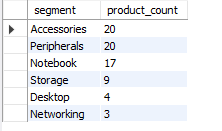 segment product_count
Accessories 20
Peripherals 20
Notebook 17
Storage 9
Desktop 4
Networking 3